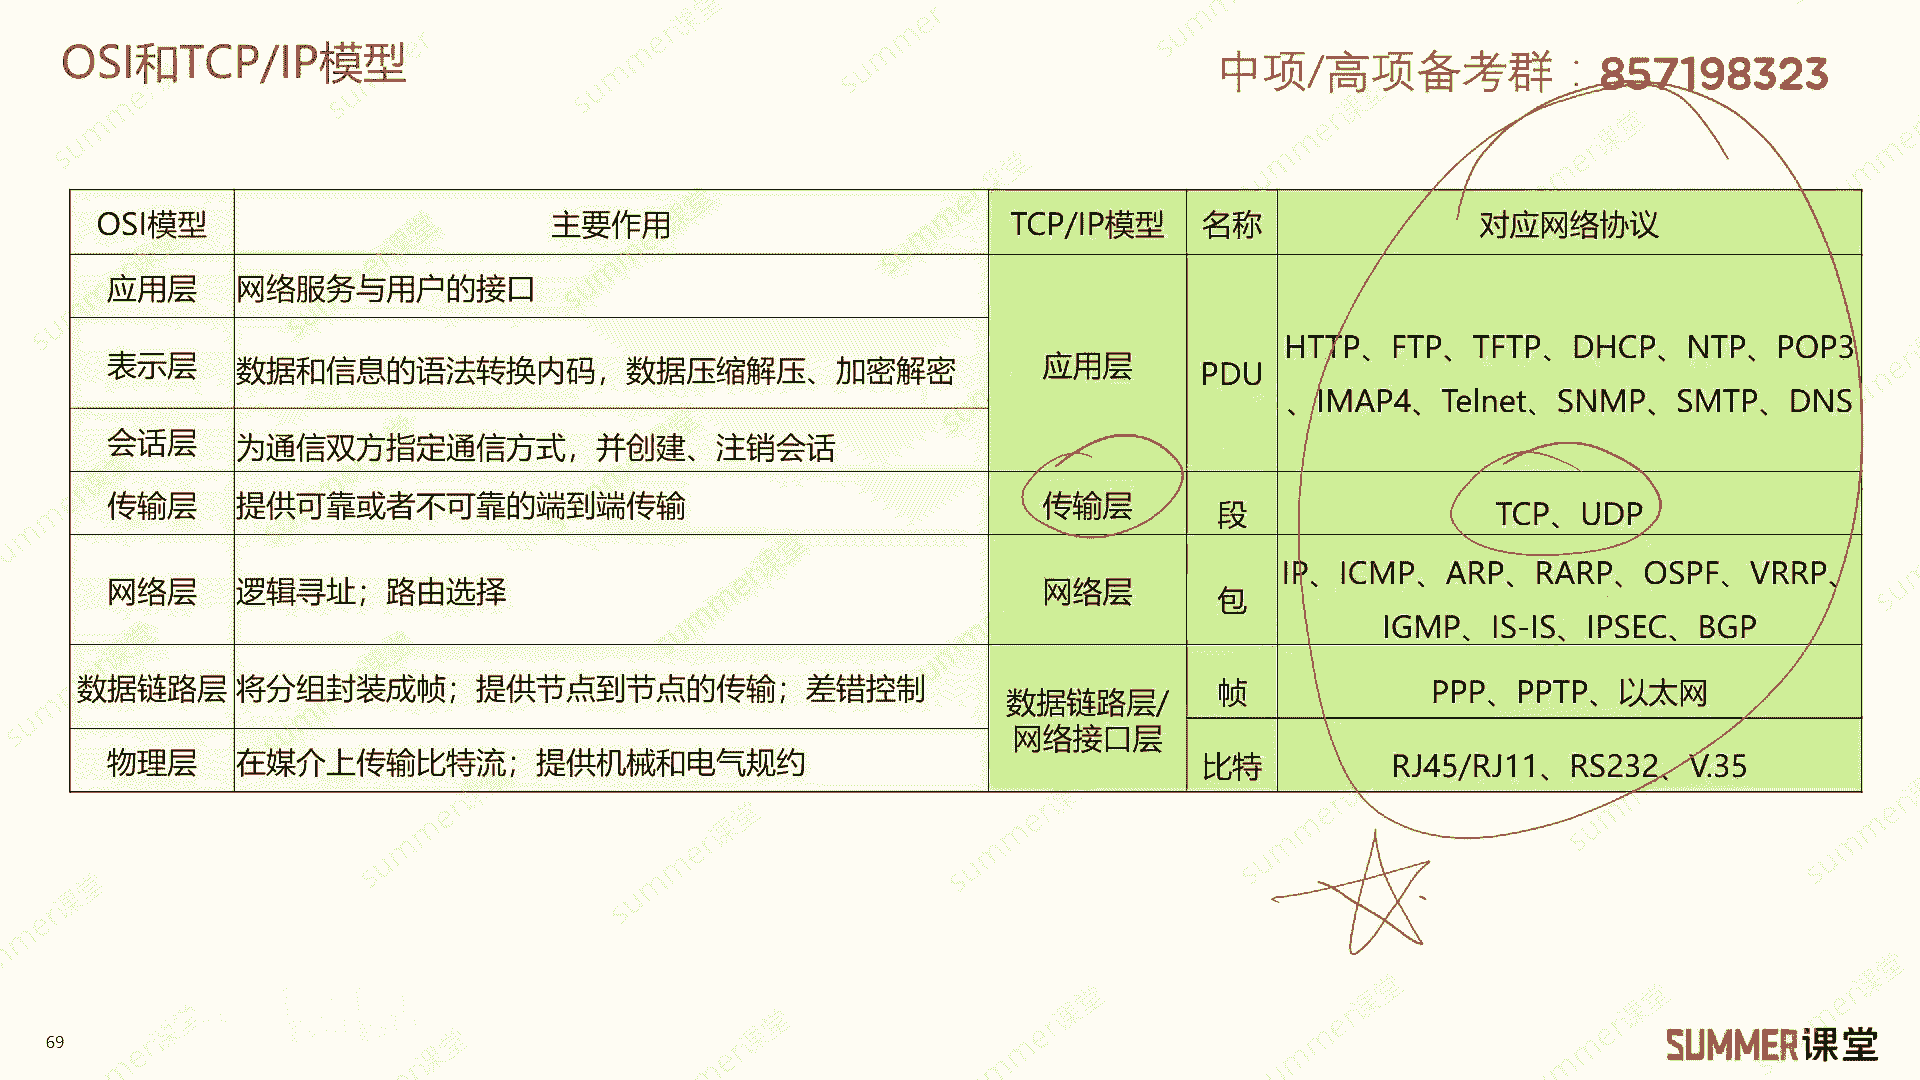 OSI和TCP/IP模型
中项/高项备考群：857198323
OSI模型 主要作用 TCP/IP模型 名称 对应网络协议
应用层 网络服务与用户的接口
表示层 数据和信息的语法转换内码，数据压缩解压、加密解密
会话层 为通信双方指定通信方式，并创建、注销会话
应用层 PDU HTTP、FTP、TFTP、DHCP、NTP、POP3
、IMAP4、Telnet、SNMP、SMTP、DNS
传输层 提供可靠或者不可靠的端到端传输 传输层 段 TCP、UDP
网络层 逻辑寻址；路由选择 网络层 包 IP、ICMP、ARP、RARP、OSPF、VRRP、
IGMP、IS-IS、IPSEC、BGP
数据链路层 将分组封装成帧；提供节点到节点的传输；差错控制 数据链路层/
网络接口层
帧 PPP、PPTP、以太网
物理层 在媒介上传输比特流；提供机械和电气规约 比特 RJ45/RJ11、RS232、V.35
69
SUMMER课堂
summer课堂